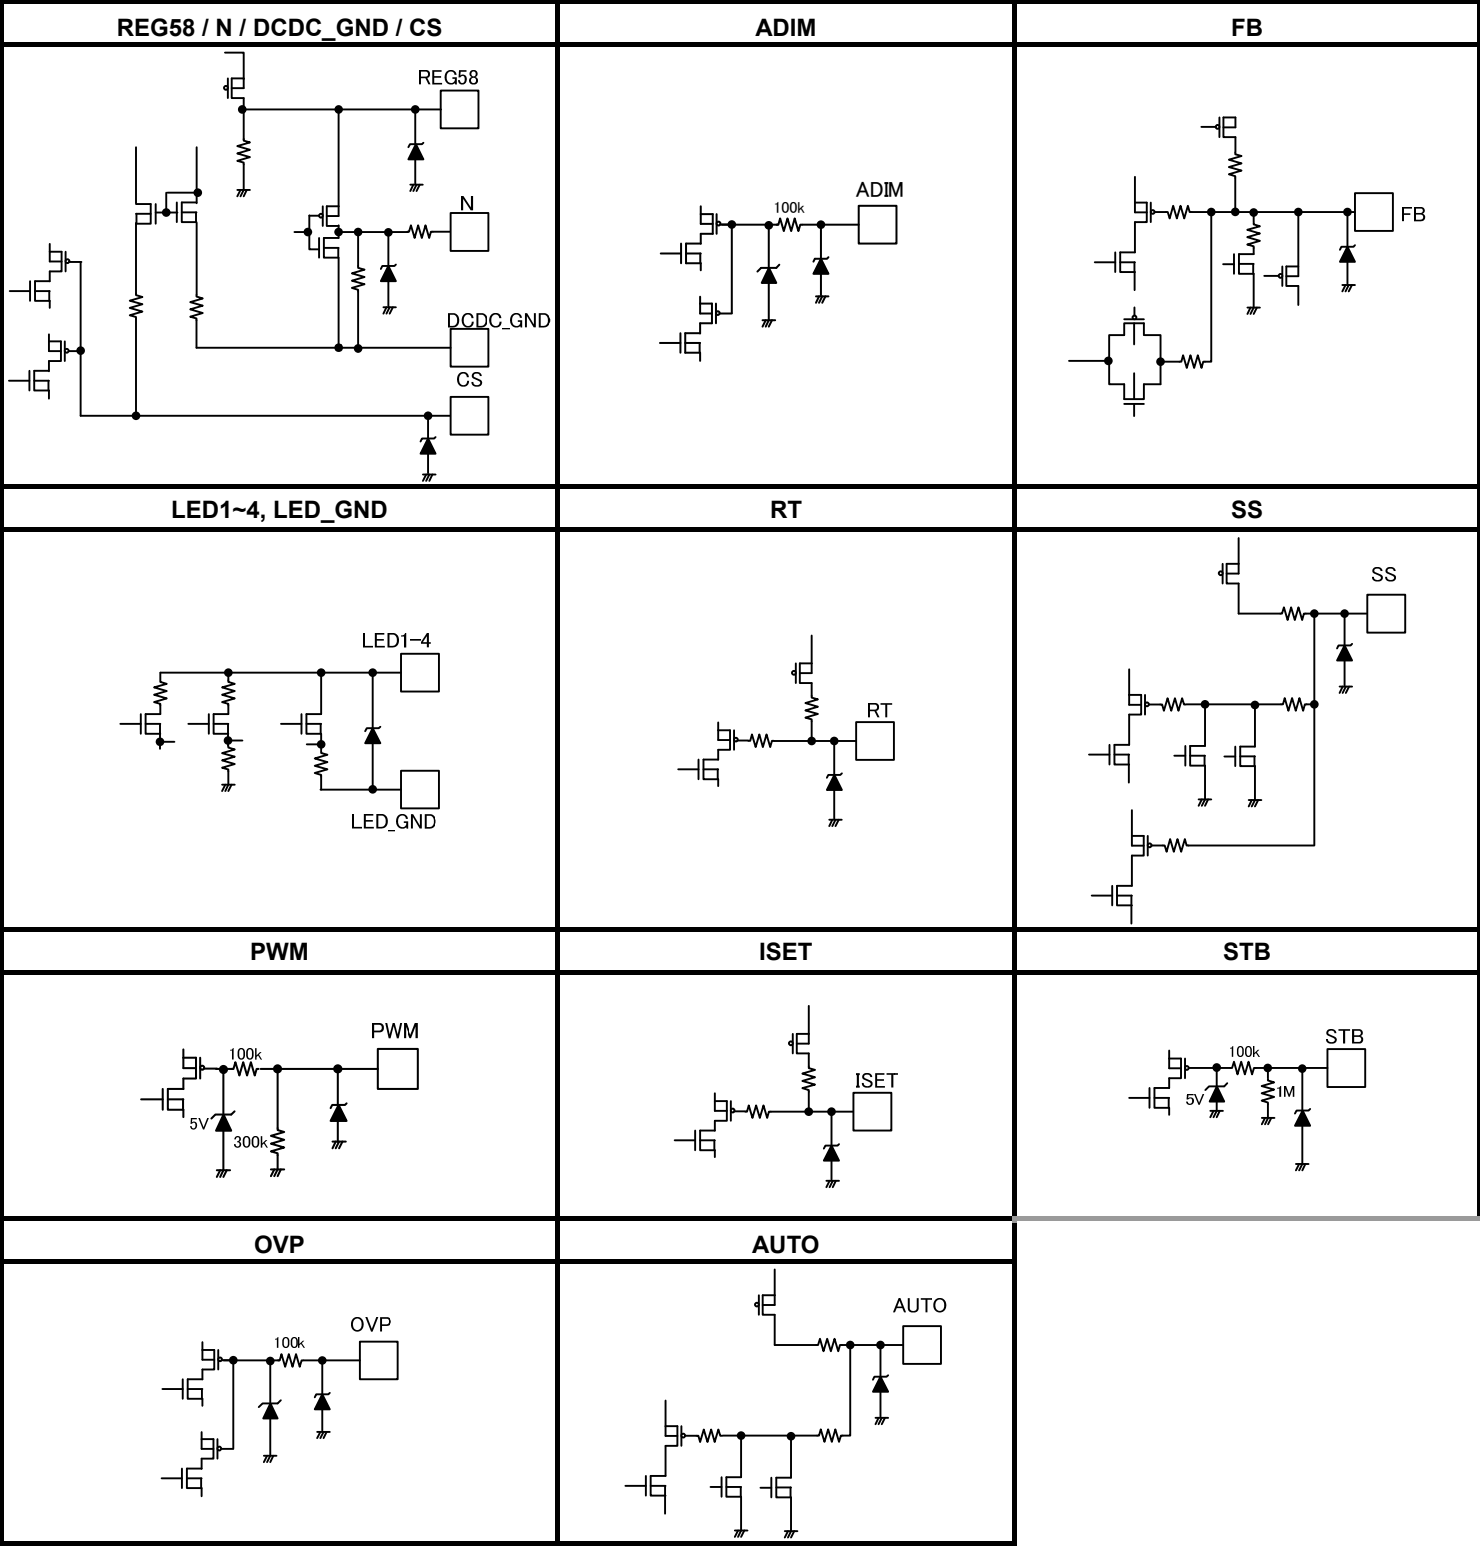 REG58 / N / DCDC_GND / CS
ADIM
FB
REG58
N
DCDC_GND
CS
ADIM
100k
FB
LED1~4, LED_GND
RT
SS
LED1-4
LED_GND
RT
SS
PWM
ISET
STB
PWM
100k
5V
300k
ISET
STB
100k
5V
1M
OVP
AUTO
OVP
100k
AUTO